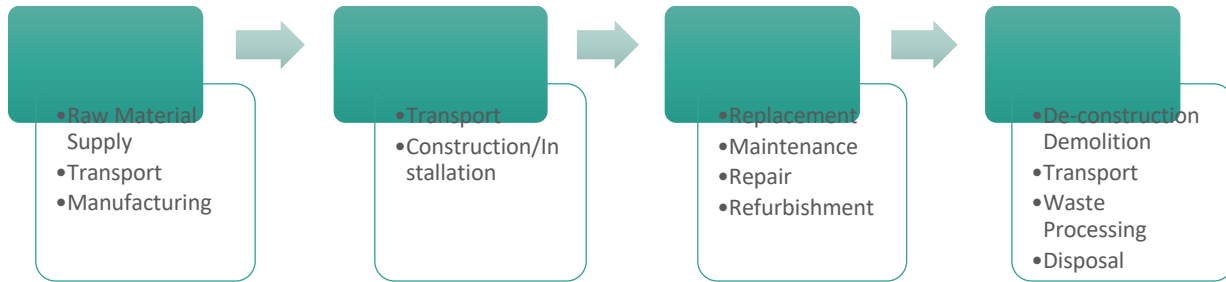 •Raw Material
Supply
•Transport
•Manufacturing
•Transport
•Construction/In
stallation
•Replacement
•Maintenance
•Repair
•Refurbishment
•De-construction
Demolition
•Transport
•Waste
Processing
•Disposal